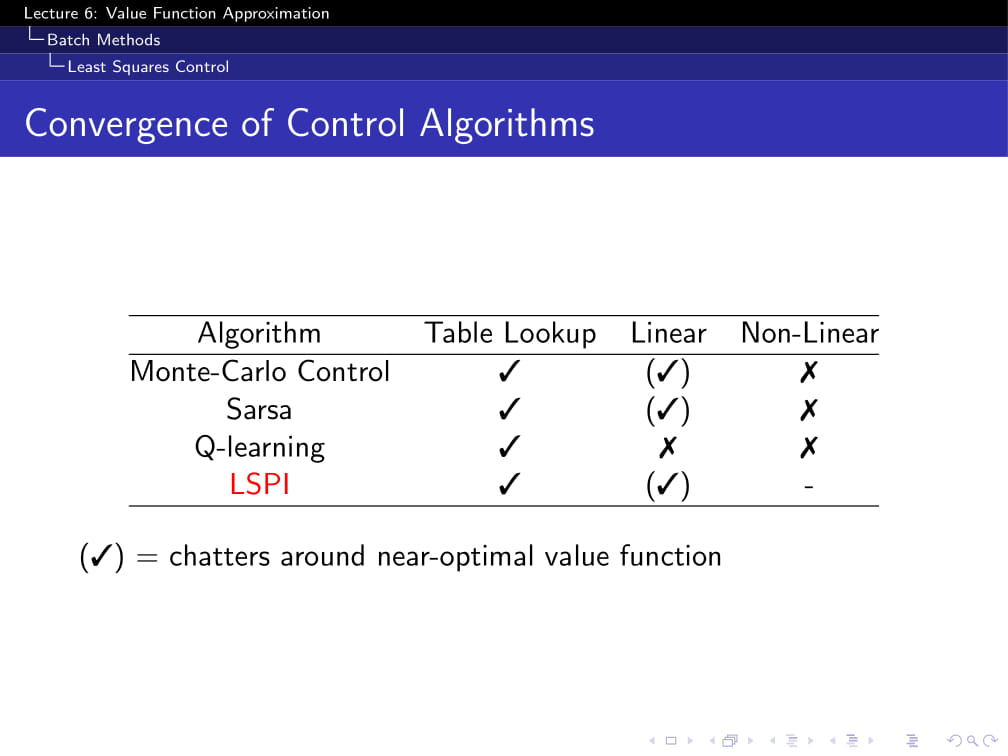 Lecture 6: Value Function Approximation
Batch Methods
Least Squares Control
Convergence of Control Algorithms
Algorithm Table Lookup Linear Non-Linear
Monte-Carlo Control ✓ (✓) ✗
Sarsa ✓ (✓) ✗
Q-learning ✓ ✗ ✗
LSPI ✓ (✓) -
(✓) = chatters around near-optimal value function